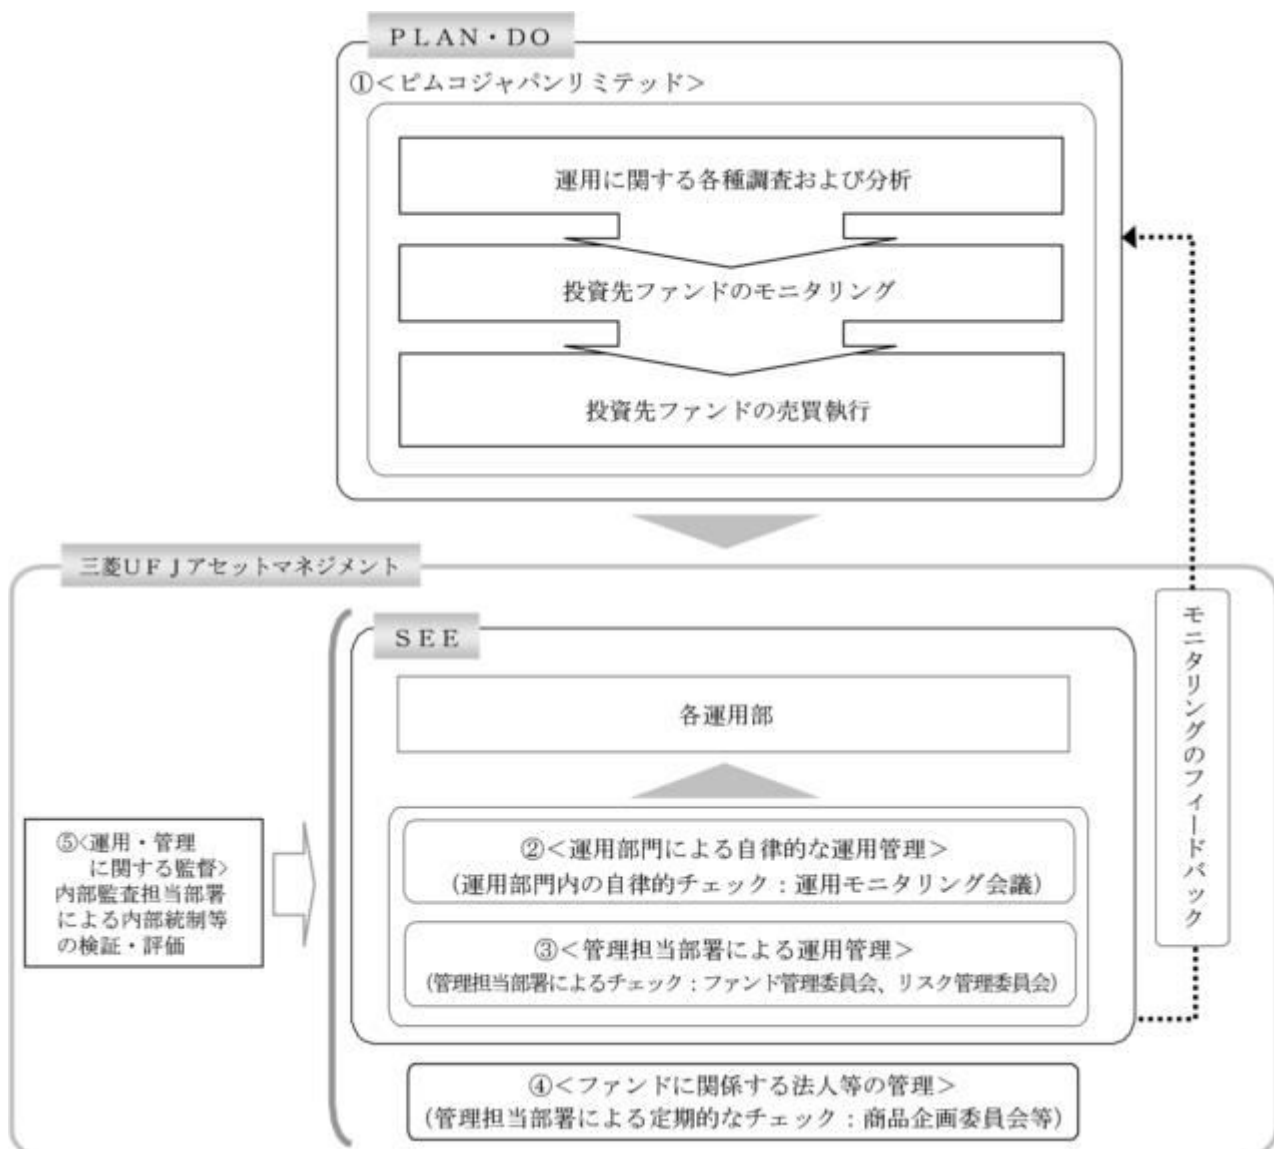 PLAN・DO
①＜ピムコジャパンリミテッド＞
運用に関する各種調査および分析
投資先ファンドのモニタリング
投資先ファンドの売買執行
三菱UFJアセットマネジメント
SEE
各運用部
②＜運用部門による自律的な運用管理＞
（運用部門内の自律的チェック：運用モニタリング会議）
③＜管理担当部署による運用管理＞
（管理担当部署によるチェック：ファンド管理委員会、リスク管理委員会）
④＜ファンドに関係する法人等の管理＞
（管理担当部署による定期的なチェック：商品企画委員会等）
⑤＜運用・管理
に関する監督＞
内部監査担当部署
による内部統制等
の検証・評価
モニタリングのフィードバック